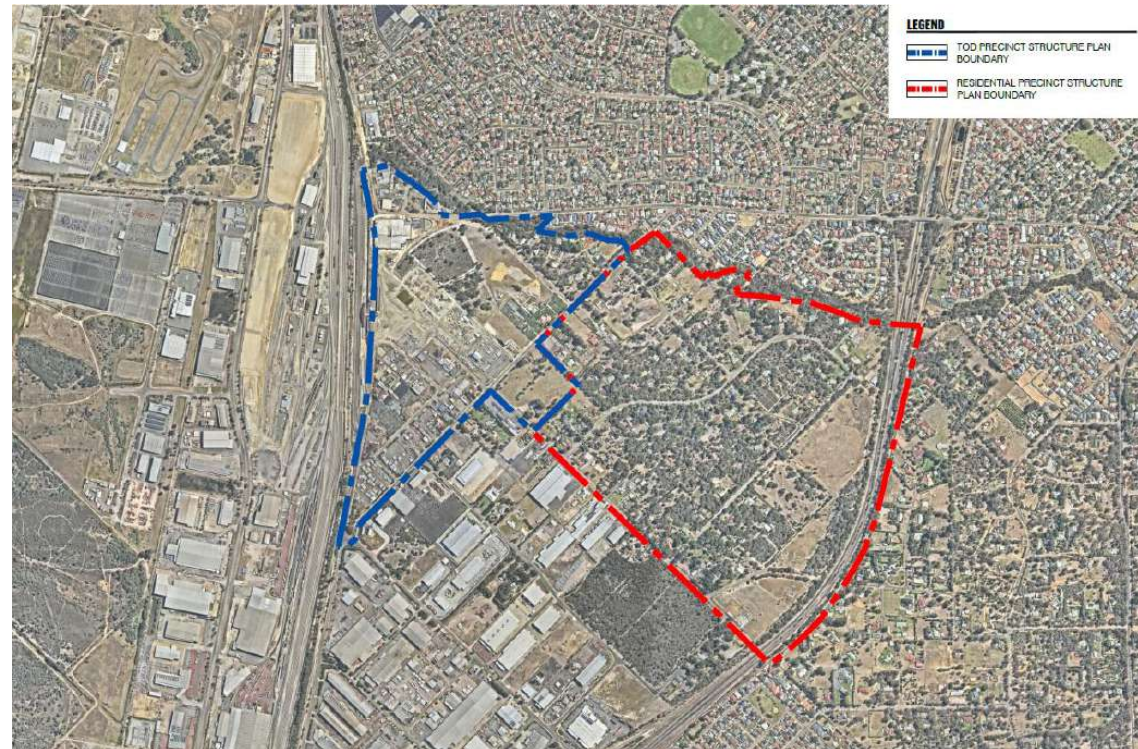 LEGEND
TOD PRECINCT STRUCTURE PLAN
BOUNDARY
RESIDENTIAL PRECINCT STRUCTURE
PLAN BOUNDARY